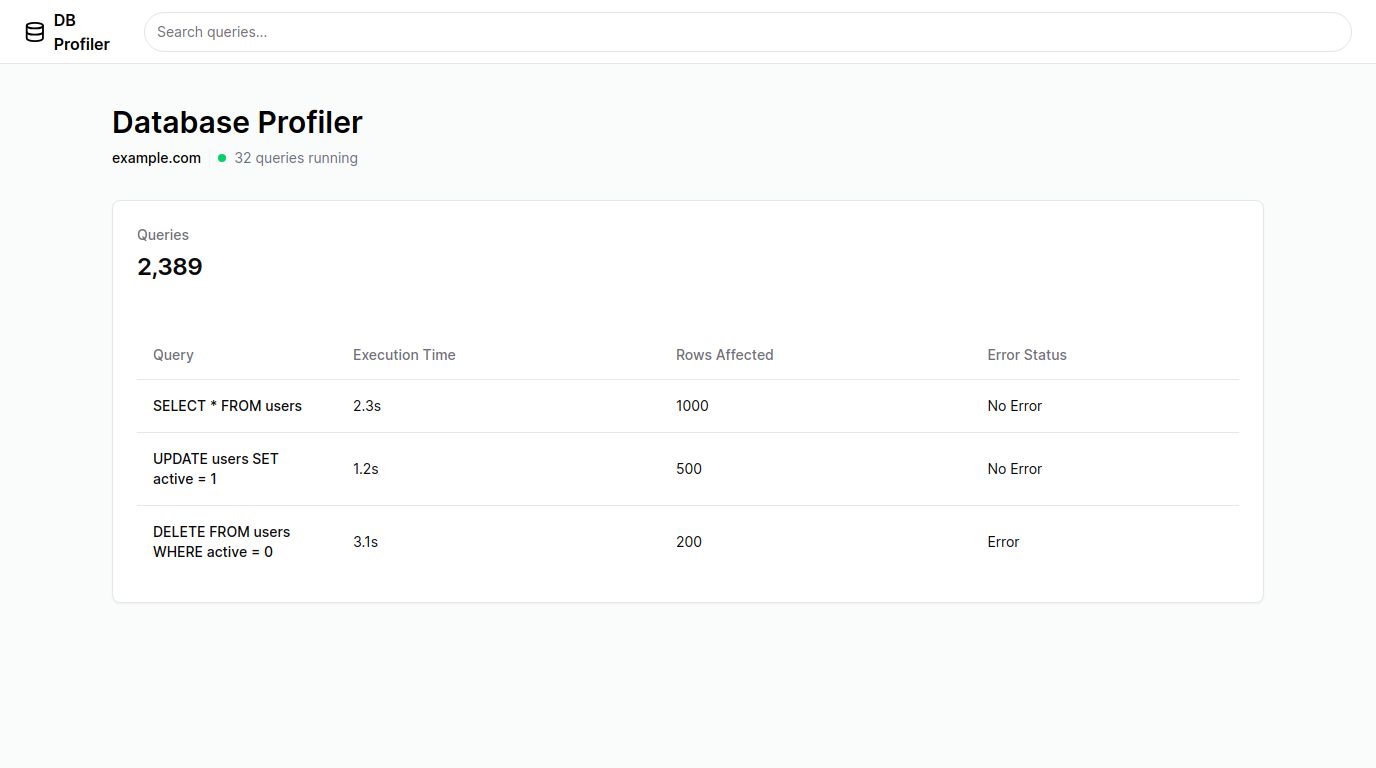 DB
Profiler
Search queries...
Database Profiler
example.com
32 queries running
Queries
2,389
Query Execution Time Rows Affected Error Status
SELECT * FROM users 2.3s 1000 No Error
UPDATE users SET
active = 1 1.2s 500 No Error
DELETE FROM users
WHERE active = 0 3.1s 200 Error